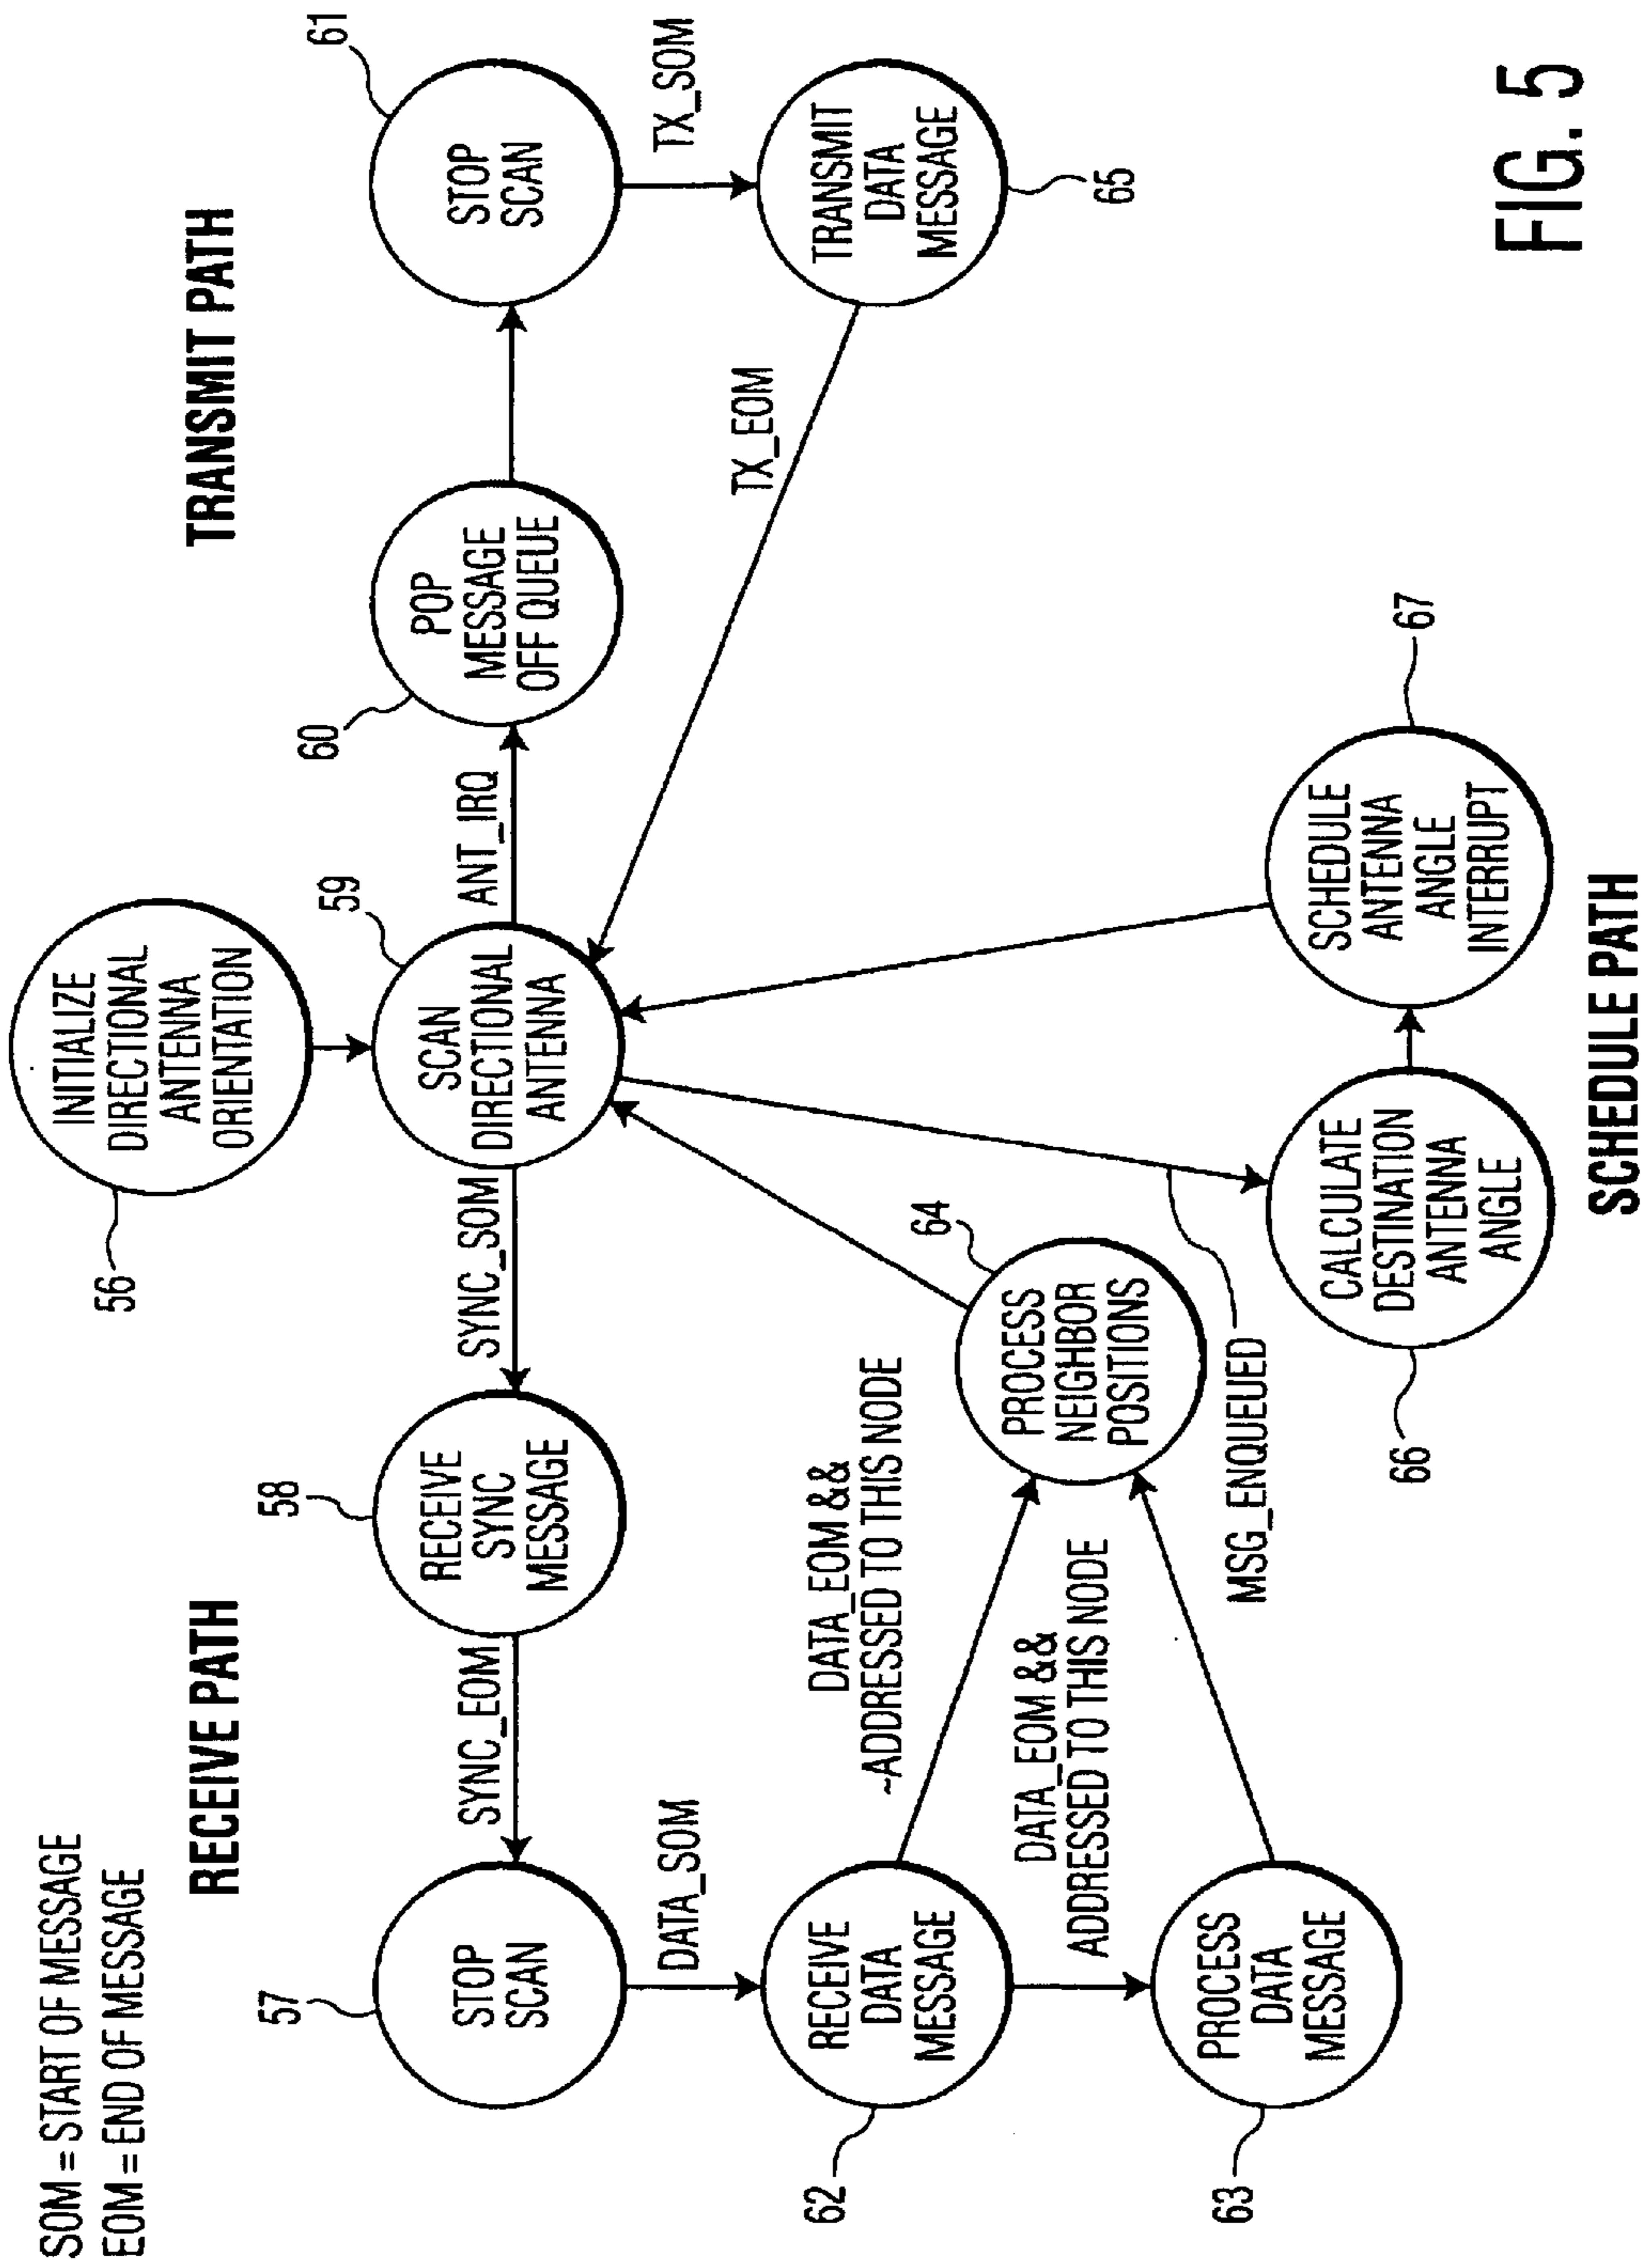 SOM = START OF MESSAGE
EOM = END OF MESSAGE
RECEIVE PATH
TRANSMIT PATH
56
INITIALIZE
DIRECTIONAL
ANTENNA
ORIENTATION
57
STOP
SCAN
SYNC_EOM
58
RECEIVE
SYNC
MESSAGE
SYNC_SOM
59
SCAN
DIRECTIONAL
ANTENNA
ANT_IRQ
60
POP
MESSAGE
OFF QUEUE
61
STOP
SCAN
DATA_SOM
TX_EOM
TX_SOM
62
RECEIVE
DATA
MESSAGE
DATA_EOM &&
~ADDRESSED TO THIS NODE
64
PROCESS
NEIGHBOR
POSITIONS
TRANSMIT
DATA
MESSAGE
65
DATA_EOM &&
ADDRESSED TO THIS NODE
63
PROCESS
DATA
MESSAGE
MSG_ENQUEUED
66
CALCULATE
DESTINATION
ANTENNA
ANGLE
SCHEDULE
ANTENNA
ANGLE
INTERRUPT
67
SCHEDULE PATH
FIG. 5